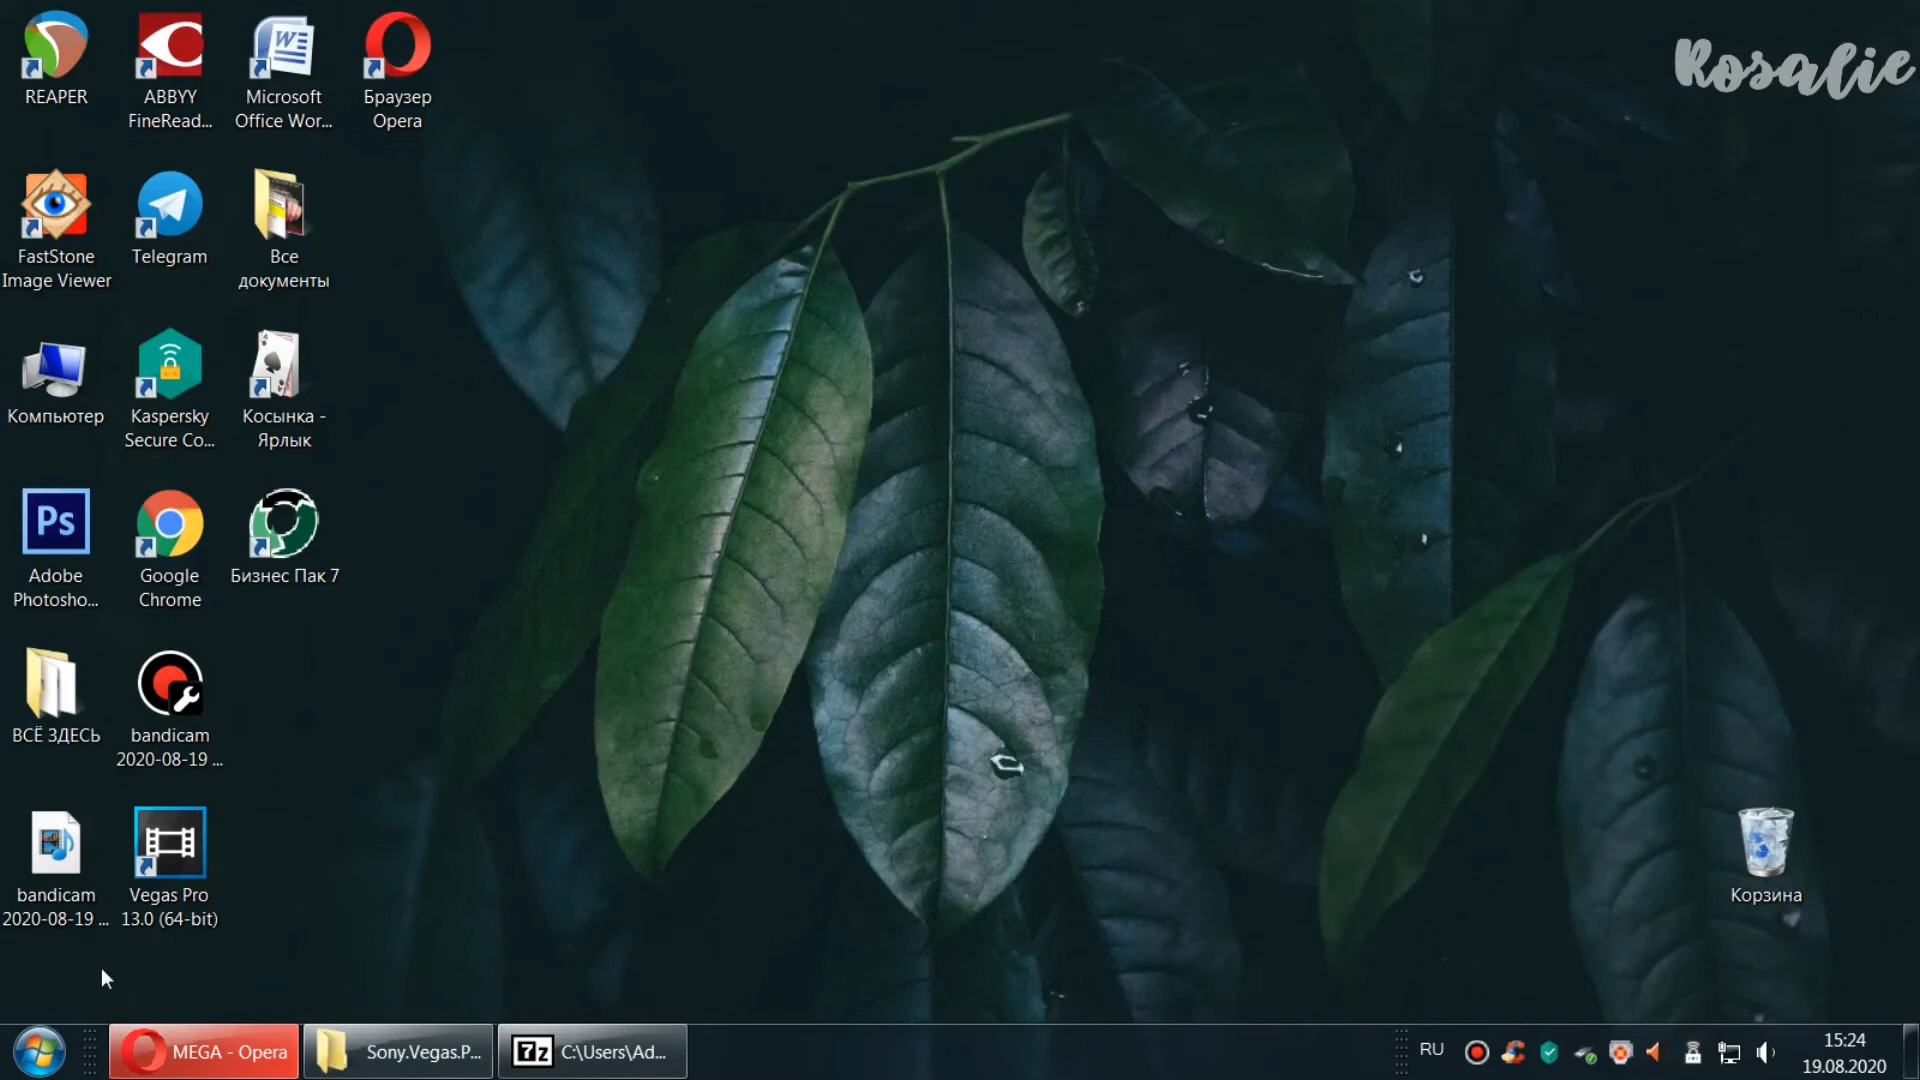 Rosalie
REAPER
ABBYY
FineRead...
Microsoft
Office Wor...
Браузер
Opera
FastStone
Image Viewer
Telegram
Все
документы
Компьютер
Kaspersky
Secure Co...
Косынка -
Ярлык
Ps
Adobe
Photosho...
Google
Chrome
Бизнес Пак 7
ВСЁ ЗДЕСЬ
bandicam
2020-08-19 ...
bandicam
2020-08-19 ...
Vegas Pro
13.0 (64-bit)
Корзина
MEGA - Opera
Sony.Vegas.P...
7z
C:\Users\Ad...
RU
15:24
19.08.2020